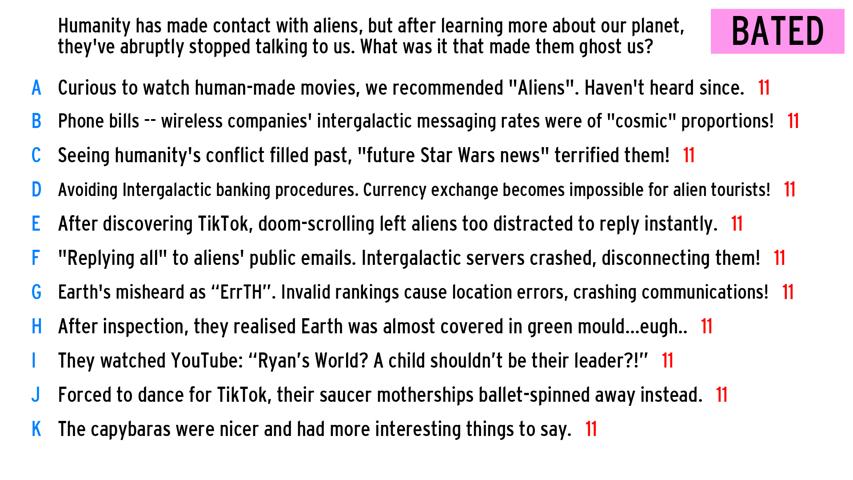 Humanity has made contact with aliens, but after learning more about our planet,
they've abruptly stopped talking to us. What was it that made them ghost us?
BATED
A Curious to watch human-made movies, we recommended "Aliens". Haven't heard since. 11
B Phone bills -- wireless companies' intergalactic messaging rates were of "cosmic" proportions! 11
C Seeing humanity's conflict filled past, "future Star Wars news" terrified them! 11
D Avoiding Intergalactic banking procedures. Currency exchange becomes impossible for alien tourists! 11
E After discovering TikTok, doom-scrolling left aliens too distracted to reply instantly. 11
F "Replying all" to aliens' public emails. Intergalactic servers crashed, disconnecting them! 11
G Earth's misheard as “ErrTH”. Invalid rankings cause location errors, crashing communications! 11
H After inspection, they realised Earth was almost covered in green mould...eugh.. 11
I They watched YouTube: “Ryan’s World? A child shouldn’t be their leader?!” 11
J Forced to dance for TikTok, their saucer motherships ballet-spinned away instead. 11
K The capybaras were nicer and had more interesting things to say. 11